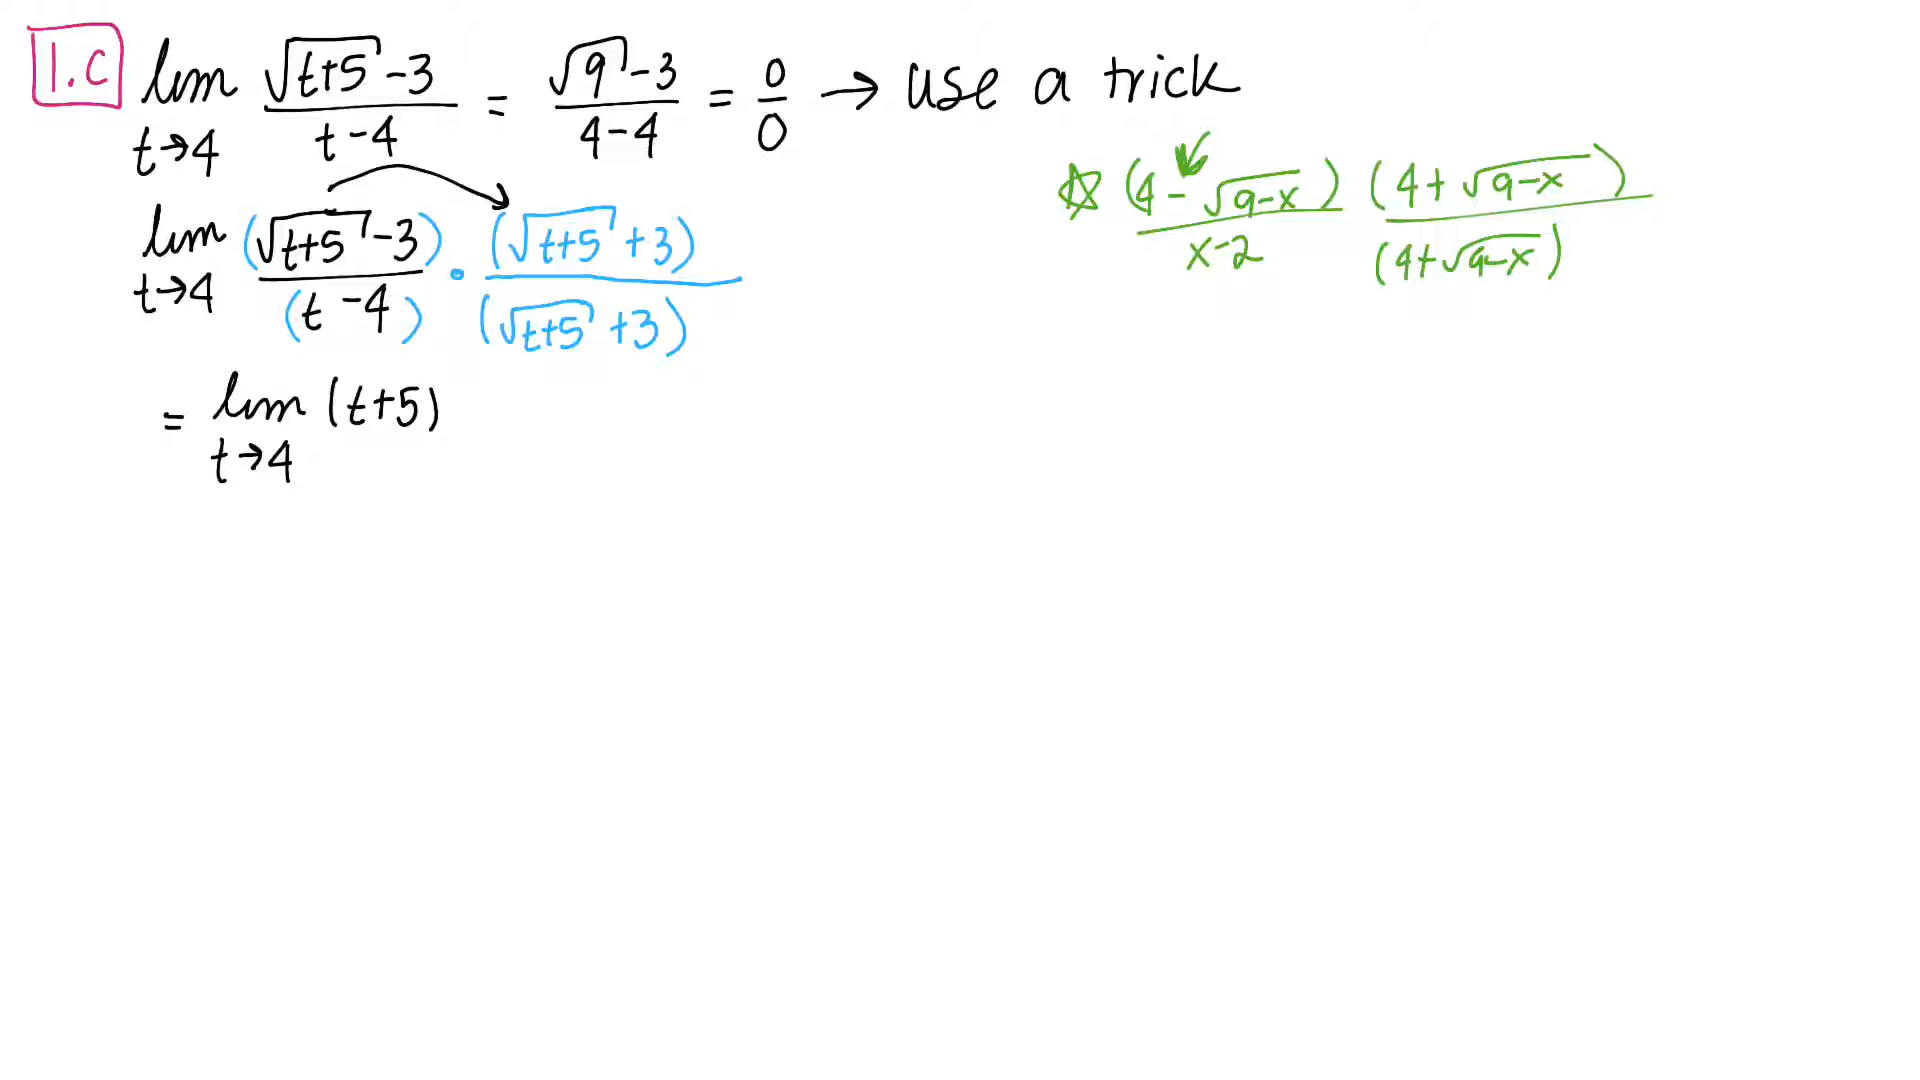 1.c lim t→4 (√(t+5) - 3)/(t - 4) = (√9 - 3)/(4 - 4) = 0/0 → use a trick
lim t→4 (√(t+5) - 3)/(t - 4) · (√(t+5) + 3)/(√(t+5) + 3)
☆ (4 - √(9-x))/(x - 2) (4 + √(9-x))/(4 + √(9-x))
= lim t→4 (t+5)